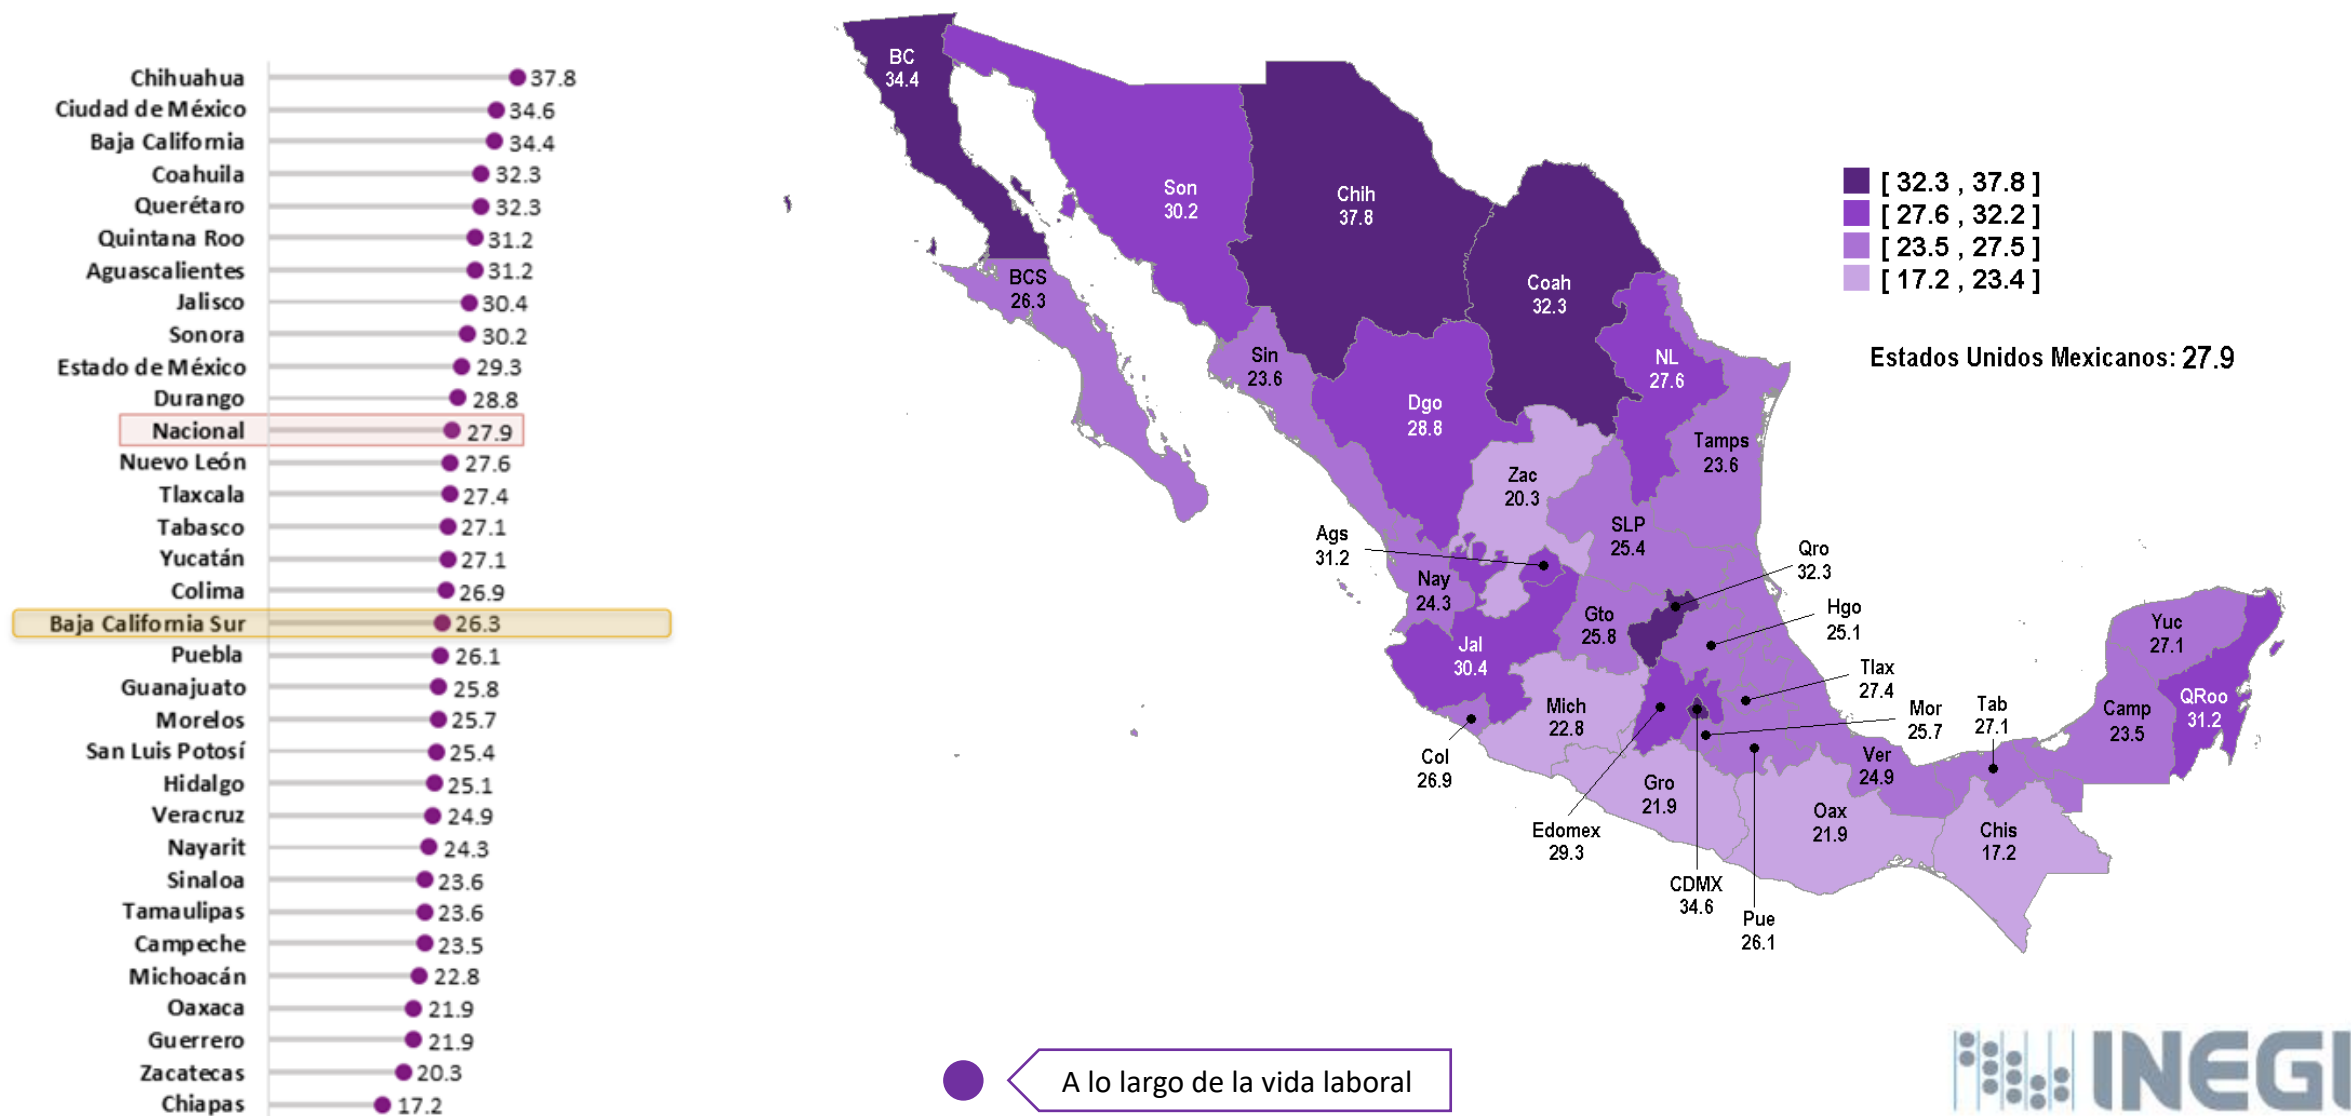 Chihuahua 37.8
Ciudad de México 34.6
Baja California 34.4
Coahuila 32.3
Querétaro 32.3
Quintana Roo 31.2
Aguascalientes 31.2
Jalisco 30.4
Sonora 30.2
Estado de México 29.3
Durango 28.8
Nacional 27.9
Nuevo León 27.6
Tlaxcala 27.4
Tabasco 27.1
Yucatán 27.1
Colima 26.9
Baja California Sur 26.3
Puebla 26.1
Guanajuato 25.8
Morelos 25.7
San Luis Potosí 25.4
Hidalgo 25.1
Veracruz 24.9
Nayarit 24.3
Sinaloa 23.6
Tamaulipas 23.6
Campeche 23.5
Michoacán 22.8
Oaxaca 21.9
Guerrero 21.9
Zacatecas 20.3
Chiapas 17.2
BC
34.4
Son
30.2
Chih
37.8
BCS
26.3
Coah
32.3
Sin
23.6
NL
27.6
Dgo
28.8
Tamps
23.6
Zac
20.3
SLP
25.4
Ags
31.2
Qro
32.3
Nay
24.3
Gto
25.8
Hgo
25.1
Jal
30.4
Tlax
27.4
Mich
22.8
Mor
25.7
Tab
27.1
Yuc
27.1
QRoo
31.2
Camp
23.5
Col
26.9
Ver
24.9
Gro
21.9
Oax
21.9
Chis
17.2
Edomex
29.3
CDMX
34.6
Pue
26.1
[ 32.3 , 37.8 ]
[ 27.6 , 32.2 ]
[ 23.5 , 27.5 ]
[ 17.2 , 23.4 ]
Estados Unidos Mexicanos: 27.9
A lo largo de la vida laboral
INEGI